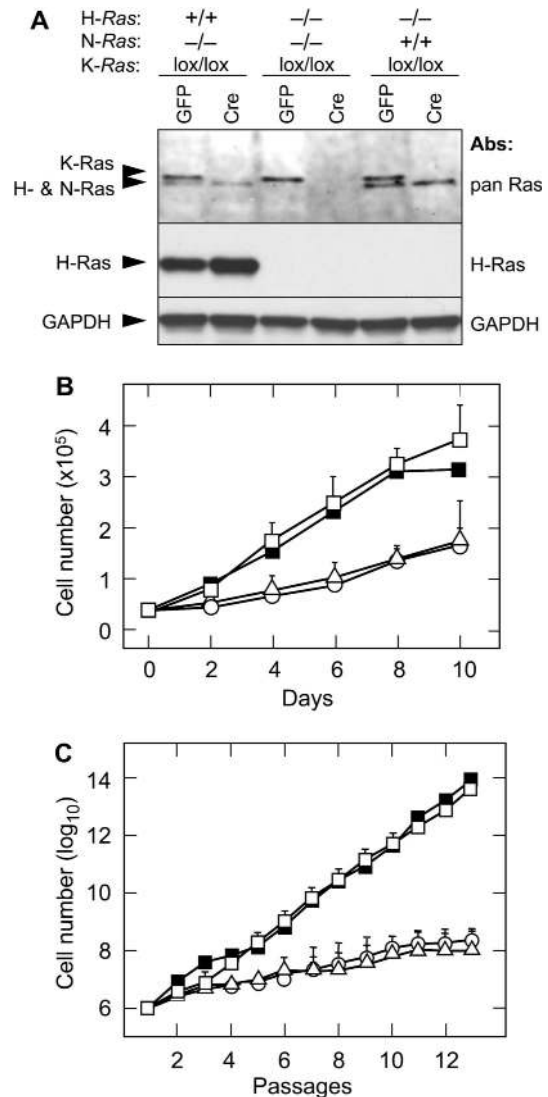 A
H-Ras: +/+ –/– –/–
N-Ras: –/– –/– +/+
K-Ras: lox/lox lox/lox lox/lox
GFP Cre GFP Cre GFP Cre
Abs:
K-Ras
H- & N-Ras
pan Ras
H-Ras
H-Ras
GAPDH
GAPDH
B
Cell number (x10⁵)
4
3
2
1
0
0 2 4 6 8 10
Days
C
Cell number (log₁₀)
14
12
10
8
6
2 4 6 8 10 12
Passages